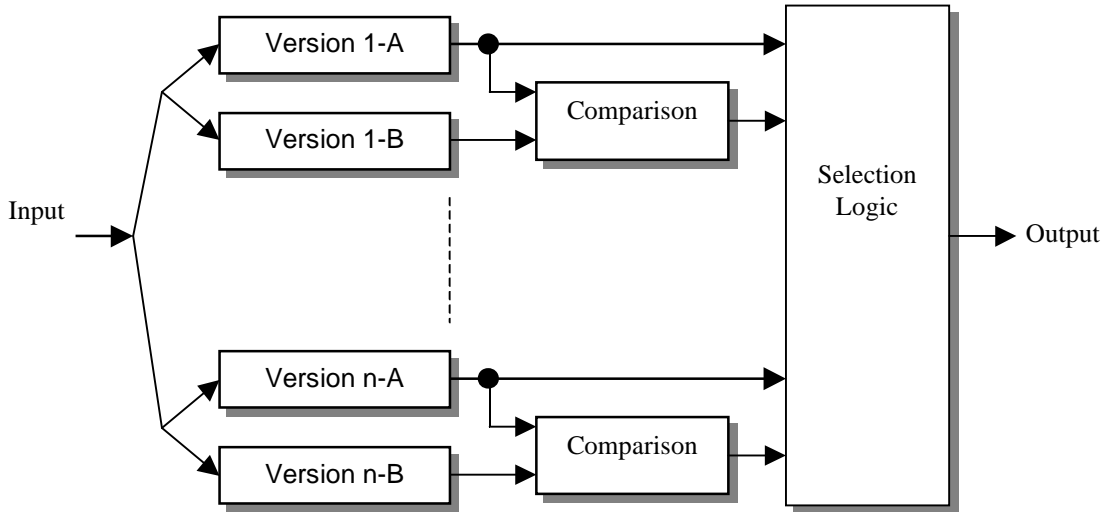 Version 1-A
Comparison
Version 1-B
Selection
Logic
Input
Output
Version n-A
Comparison
Version n-B